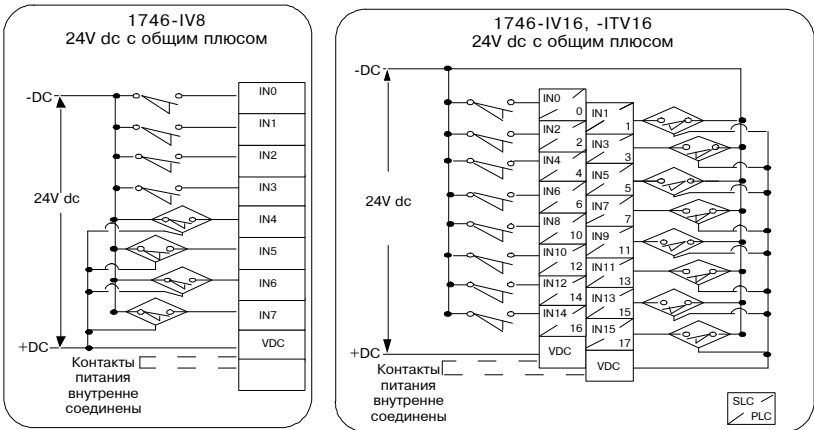 1746-IV8
24V dc с общим плюсом
-DC
24V dc
+DC
IN0
IN1
IN2
IN3
IN4
IN5
IN6
IN7
VDC
Контакты
питания
внутренне
соединены
1746-IV16, -ITV16
24V dc с общим плюсом
-DC
24V dc
+DC
IN0
0
IN1
1
IN2
2
IN3
3
IN4
4
IN5
5
IN6
6
IN7
7
IN8
10
IN9
11
IN10
12
IN11
13
IN12
14
IN13
15
IN14
16
IN15
17
VDC
VDC
Контакты
питания
внутренне
соединены
SLC
PLC